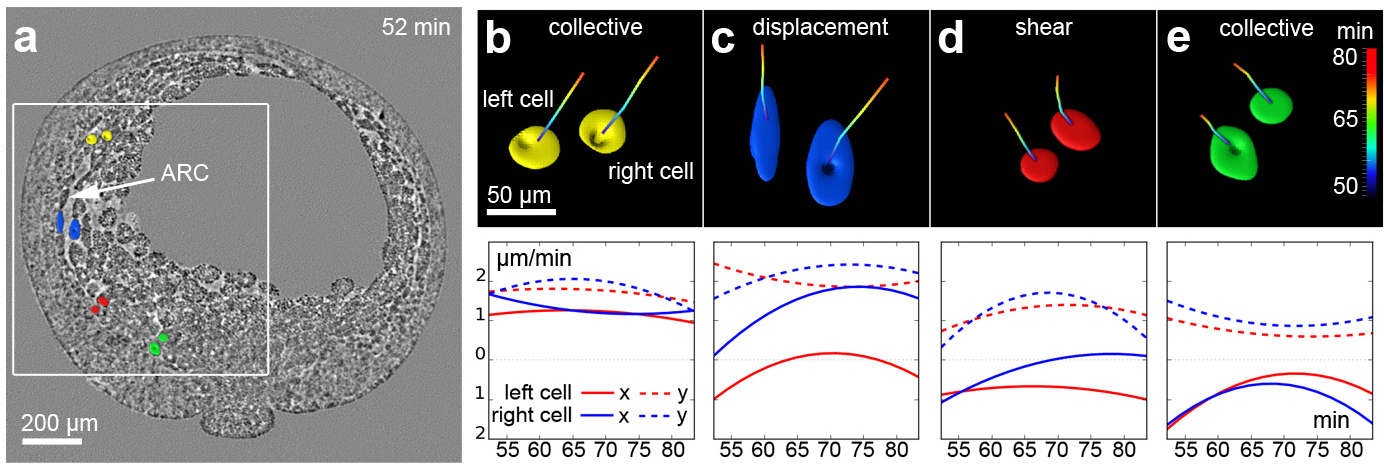 a
52 min
ARC
200 µm
b collective
left cell
right cell
50 µm
c displacement
d shear
e collective
min
80
65
50
µm/min
2
1
0
1
2
left cell x y
right cell x y
55 60 65 70 75 80
55 60 65 70 75 80
55 60 65 70 75 80
min
55 60 65 70 75 80